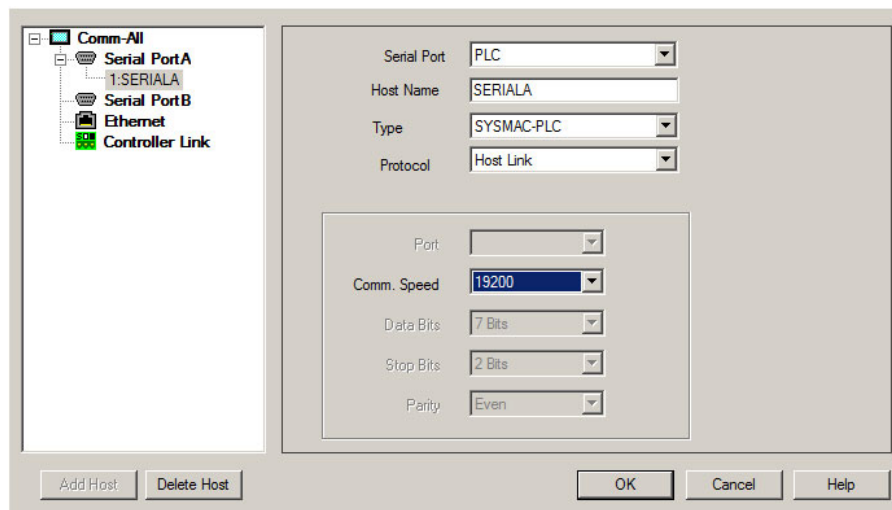 Comm-All
Serial PortA
1:SERIALA
Serial PortB
Ethernet
Controller Link
Serial Port PLC
Host Name SERIALA
Type SYSMAC-PLC
Protocol Host Link
Port
Comm. Speed 19200
Data Bits 7 Bits
Stop Bits 2 Bits
Parity Even
Add Host Delete Host OK Cancel Help